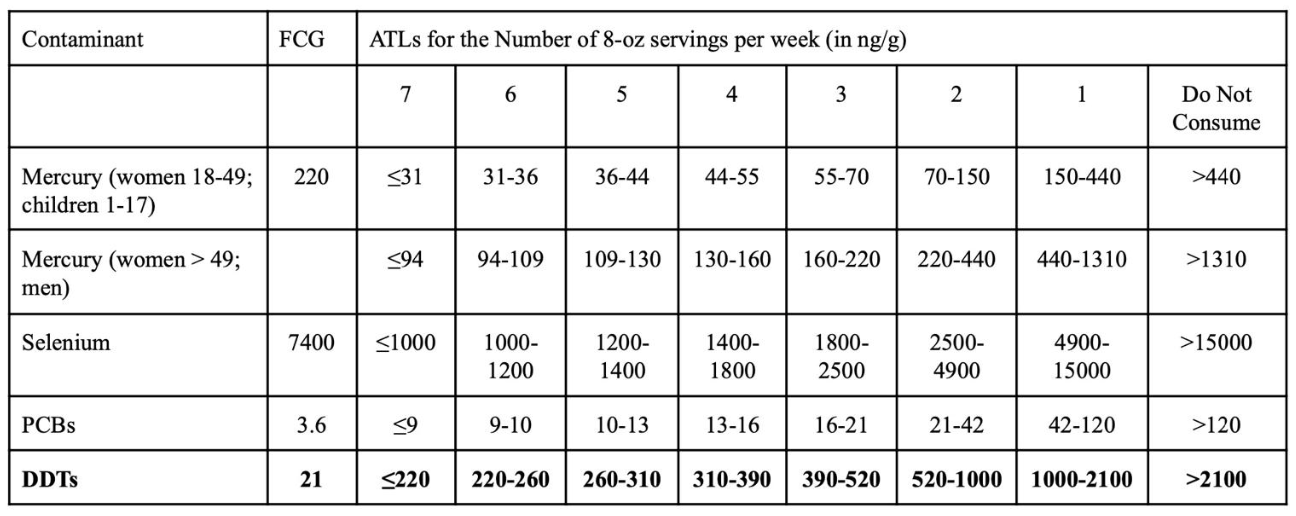 Contaminant FCG ATLs for the Number of 8-oz servings per week (in ng/g)
7 6 5 4 3 2 1 Do Not
Consume
Mercury (women 18-49; 220 ≤31 31-36 36-44 44-55 55-70 70-150 150-440 >440
children 1-17)
Mercury (women > 49; ≤94 94-109 109-130 130-160 160-220 220-440 440-1310 >1310
men)
Selenium 7400 ≤1000 1000- 1200- 1400- 1800- 2500- 4900- >15000
1200 1400 1800 2500 4900 15000
PCBs 3.6 ≤9 9-10 10-13 13-16 16-21 21-42 42-120 >120
DDTs 21 ≤220 220-260 260-310 310-390 390-520 520-1000 1000-2100 >2100